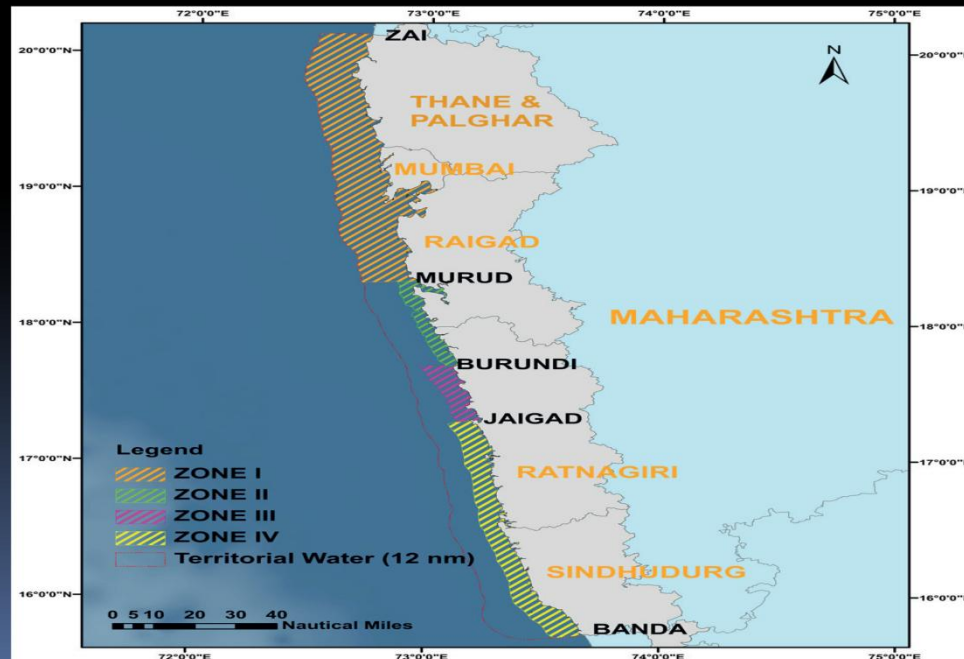 72°0'0"E
73°0'0"E
74°0'0"E
75°0'0"E
ZAI
N
20°0'0"N
20°0'0"N
THANE &
PALGHAR
MUMBAI
19°0'0"N
19°0'0"N
RAIGAD
MURUD
MAHARASHTRA
18°0'0"N
18°0'0"N
BURUNDI
JAIGAD
Legend
ZONE I
ZONE II
ZONE III
ZONE IV
Territorial Water (12 nm)
17°0'0"N
17°0'0"N
RATNAGIRI
SINDHUDURG
16°0'0"N
16°0'0"N
0 5 10 20 30 40
Nautical Miles
BANDA
72°0'0"E
73°0'0"E
74°0'0"E
75°0'0"E